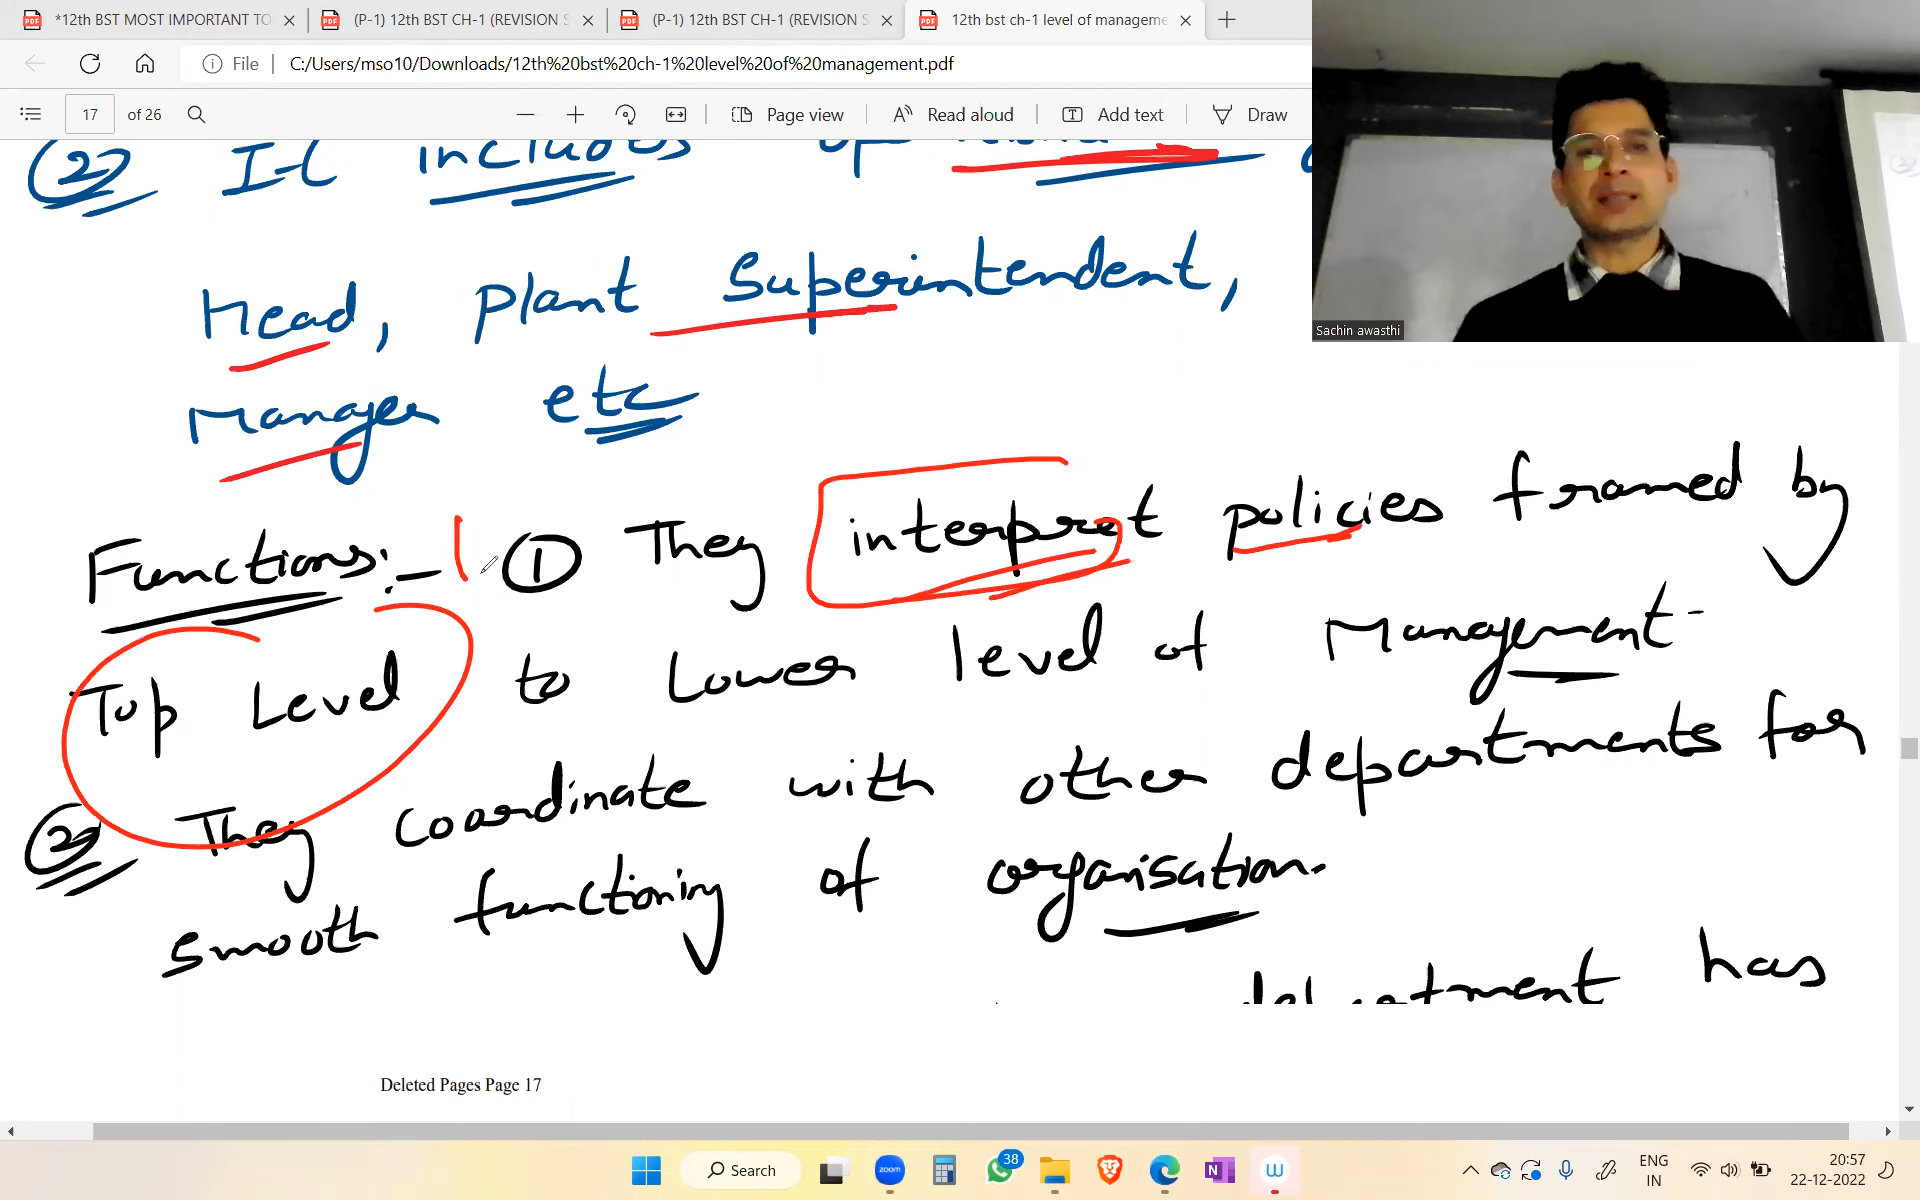 *12th BST MOST IMPORTANT TO
(P-1) 12th BST CH-1 (REVISION S
(P-1) 12th BST CH-1 (REVISION S
12th bst ch-1 level of manageme
File
C:/Users/mso10/Downloads/12th%20bst%20ch-1%20level%20of%20management.pdf
17 of 26
Page view
Read aloud
Add text
Draw
Sachin awasthi
(2) It includes
Head, plant Superintendent,
Manager etc
Functions:- (1) They interpret policies framed by
Top Level to Lower level of Management-
(2) They coordinate with other departments for
smooth functioning of organisation.
department has
Deleted Pages Page 17
Search
zoom
38
ENG
IN
20:57
22-12-2022